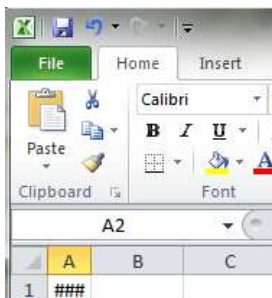 File Home Insert
Calibri
Paste B I U
A
Clipboard Font
A2
A B C
1 ###